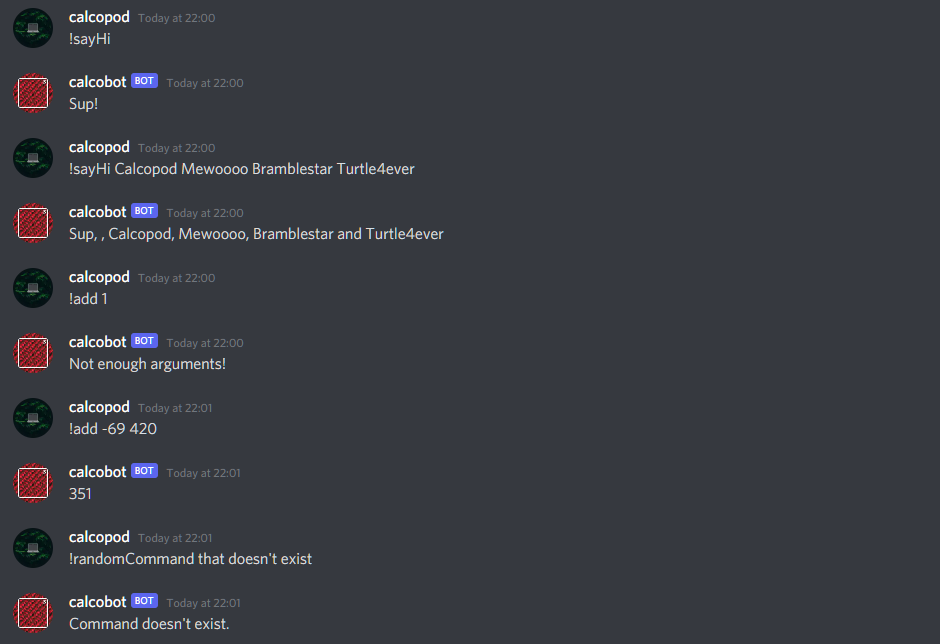 calcopod Today at 22:00
!sayHi
calcobot BOT Today at 22:00
Sup!
calcopod Today at 22:00
!sayHi Calcopod Mewoooo Bramblestar Turtle4ever
calcobot BOT Today at 22:00
Sup, , Calcopod, Mewoooo, Bramblestar and Turtle4ever
calcopod Today at 22:00
!add 1
calcobot BOT Today at 22:00
Not enough arguments!
calcopod Today at 22:01
!add -69 420
calcobot BOT Today at 22:01
351
calcopod Today at 22:01
!randomCommand that doesn't exist
calcobot BOT Today at 22:01
Command doesn't exist.